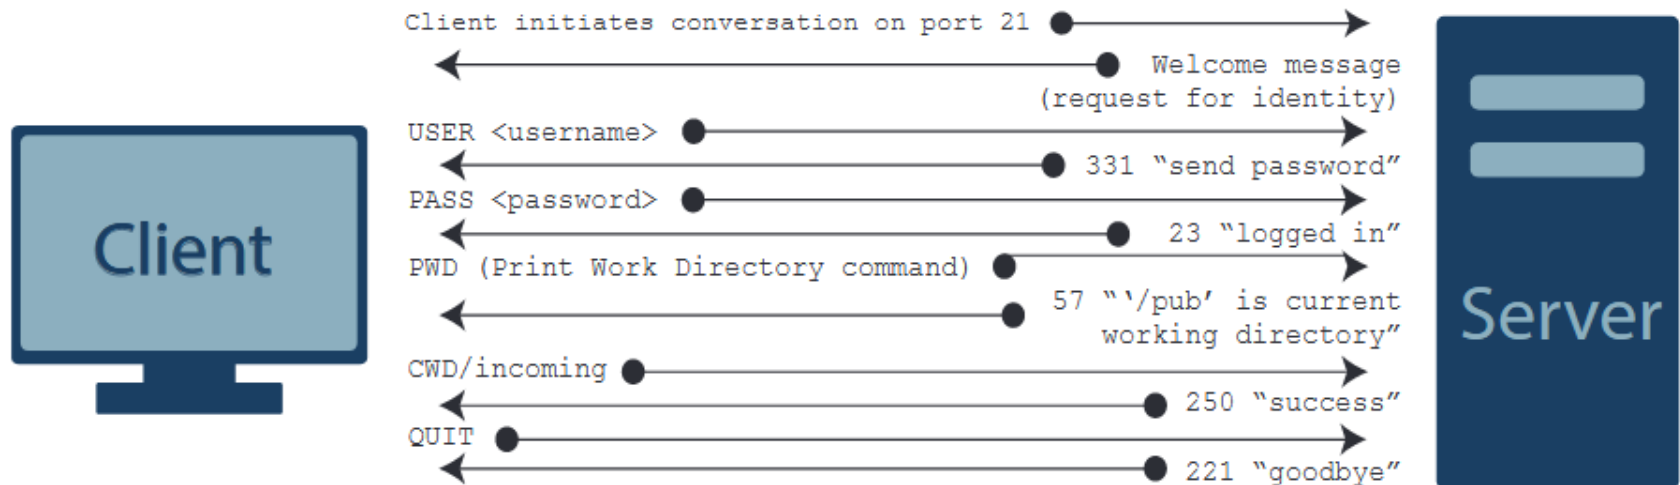 Client initiates conversation on port 21
Welcome message
(request for identity)
USER <username>
331 “send password”
PASS <password>
23 “logged in”
Client
PWD (Print Work Directory command)
57 “‘/pub’ is current
working directory”
Server
CWD/incoming
250 “success”
QUIT
221 “goodbye”